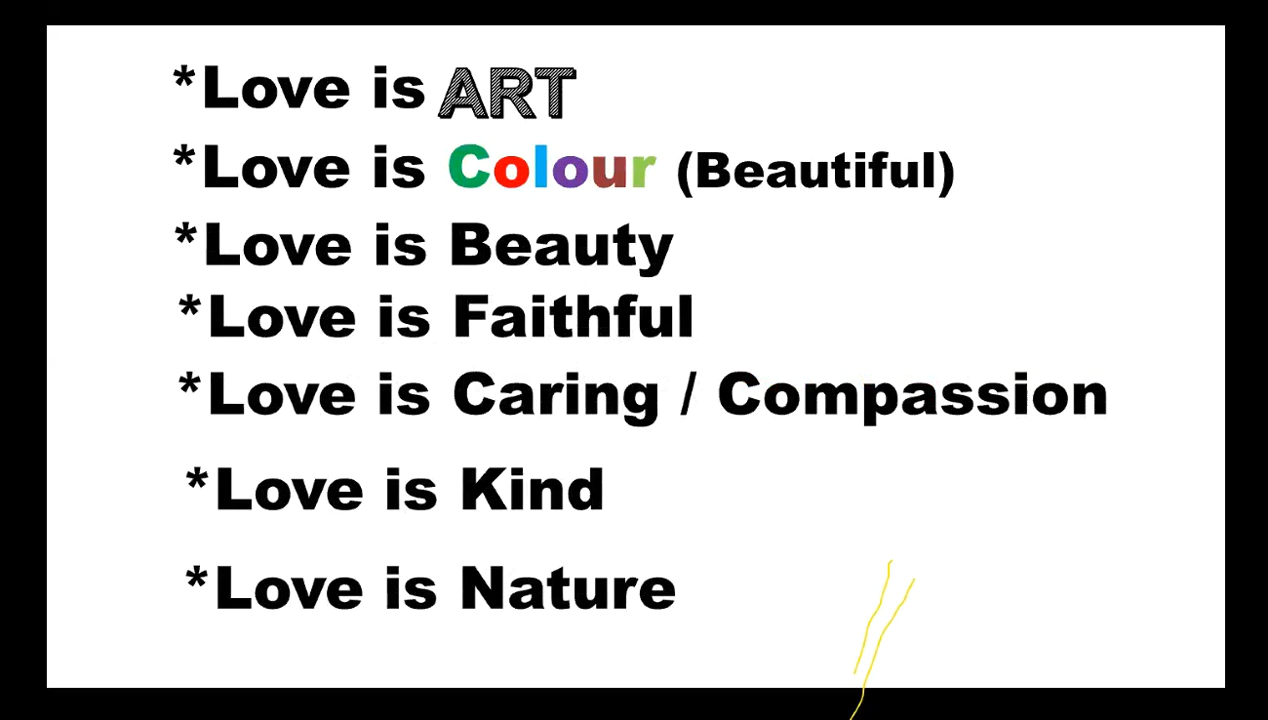 *Love is ART
*Love is Colour (Beautiful)
*Love is Beauty
*Love is Faithful
*Love is Caring / Compassion
*Love is Kind
*Love is Nature